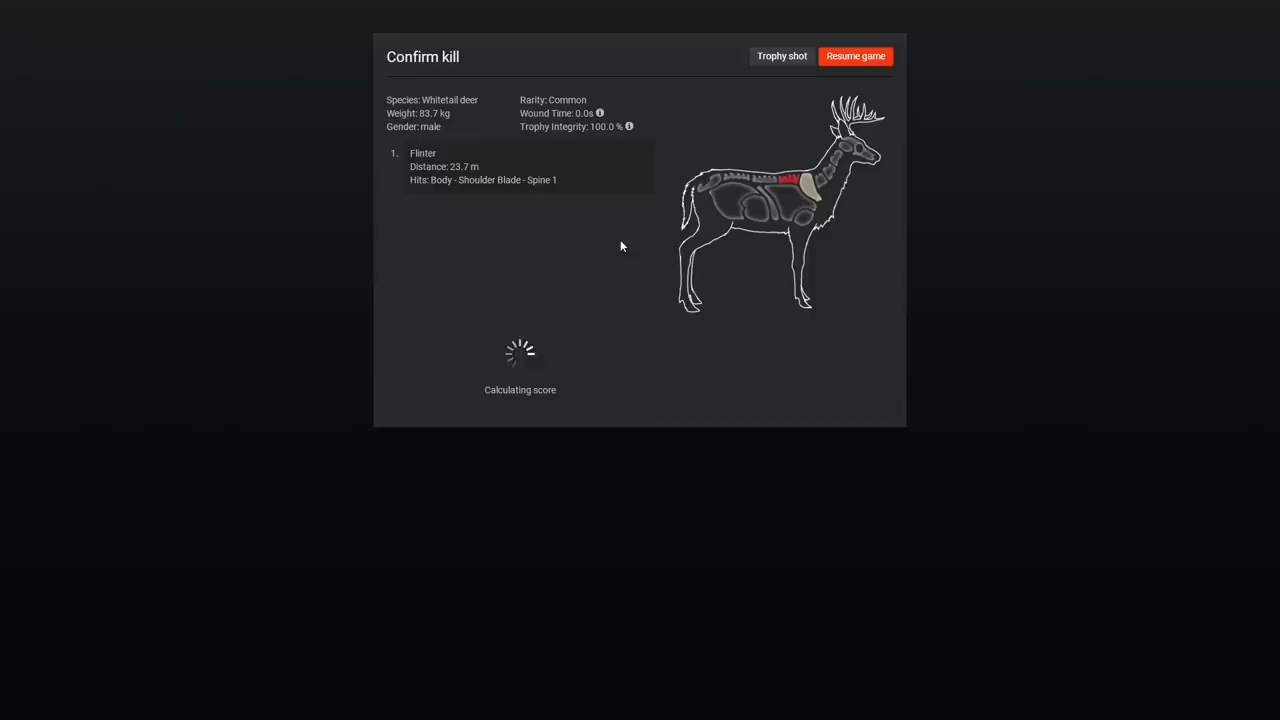 Confirm kill
Trophy shot
Resume game
Species: Whitetail deer
Weight: 83.7 kg
Gender: male
Rarity: Common
Wound Time: 0.0s
Trophy Integrity: 100.0 %
1. Flinter
Distance: 23.7 m
Hits: Body - Shoulder Blade - Spine 1
Calculating score